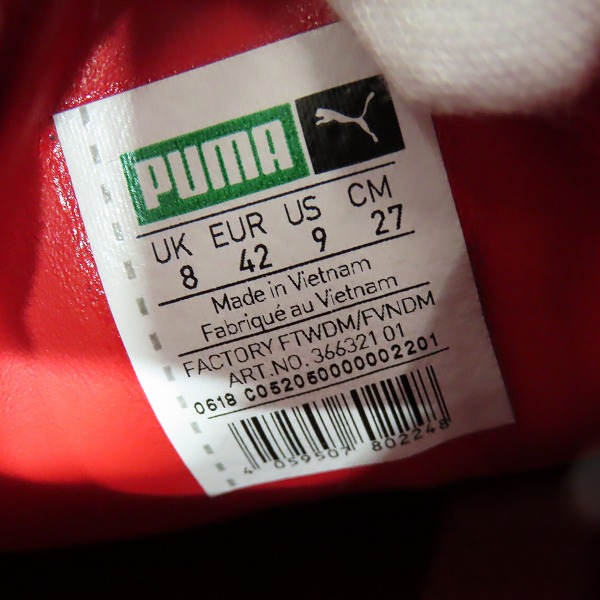 PUMA
UK EUR US CM
8 42 9 27
Made in Vietnam
Fabriqué au Vietnam
FACTORY FTWDM/FVNDM
ART.NO. 366321 01
0618 C052050000002201
4 059507 802248